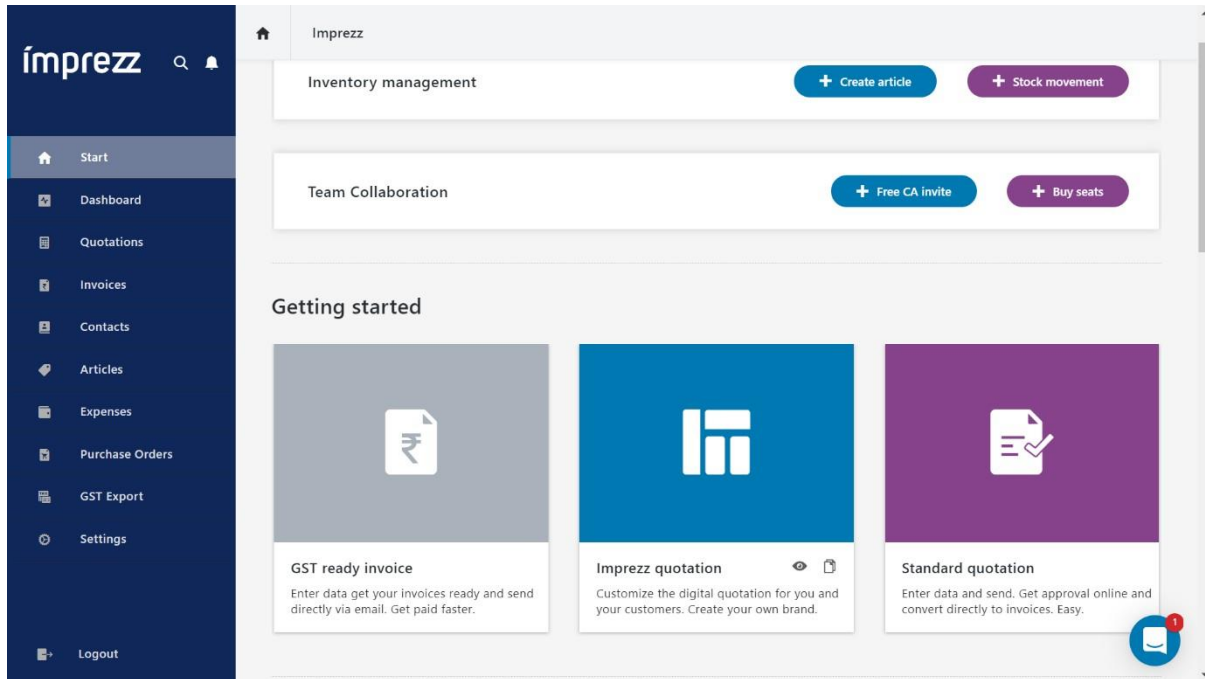 ímprezz
Start
Dashboard
Quotations
Invoices
Contacts
Articles
Expenses
Purchase Orders
GST Export
Settings
Logout
Imprezz
Inventory management
+ Create article
+ Stock movement
Team Collaboration
+ Free CA invite
+ Buy seats
Getting started
₹
GST ready invoice
Enter data get your invoices ready and send
directly via email. Get paid faster.
Imprezz quotation
Customize the digital quotation for you and
your customers. Create your own brand.
Standard quotation
Enter data and send. Get approval online and
convert directly to invoices. Easy.
1